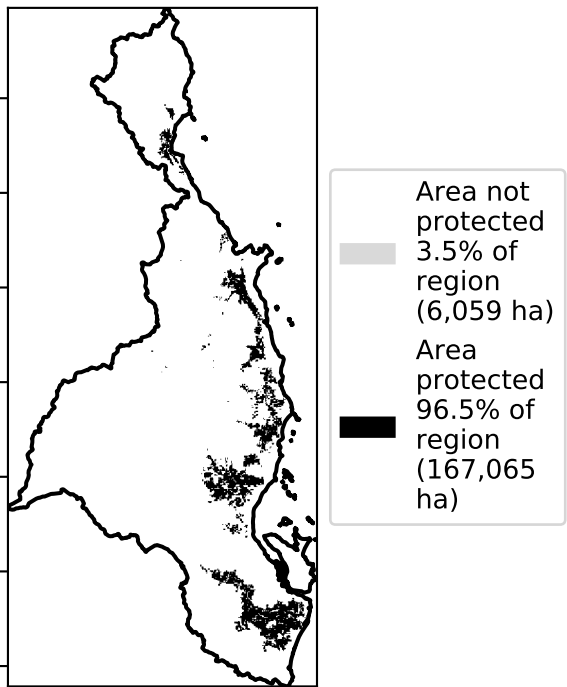 Area not
protected
3.5% of
region
(6,059 ha)
Area
protected
96.5% of
region
(167,065
ha)